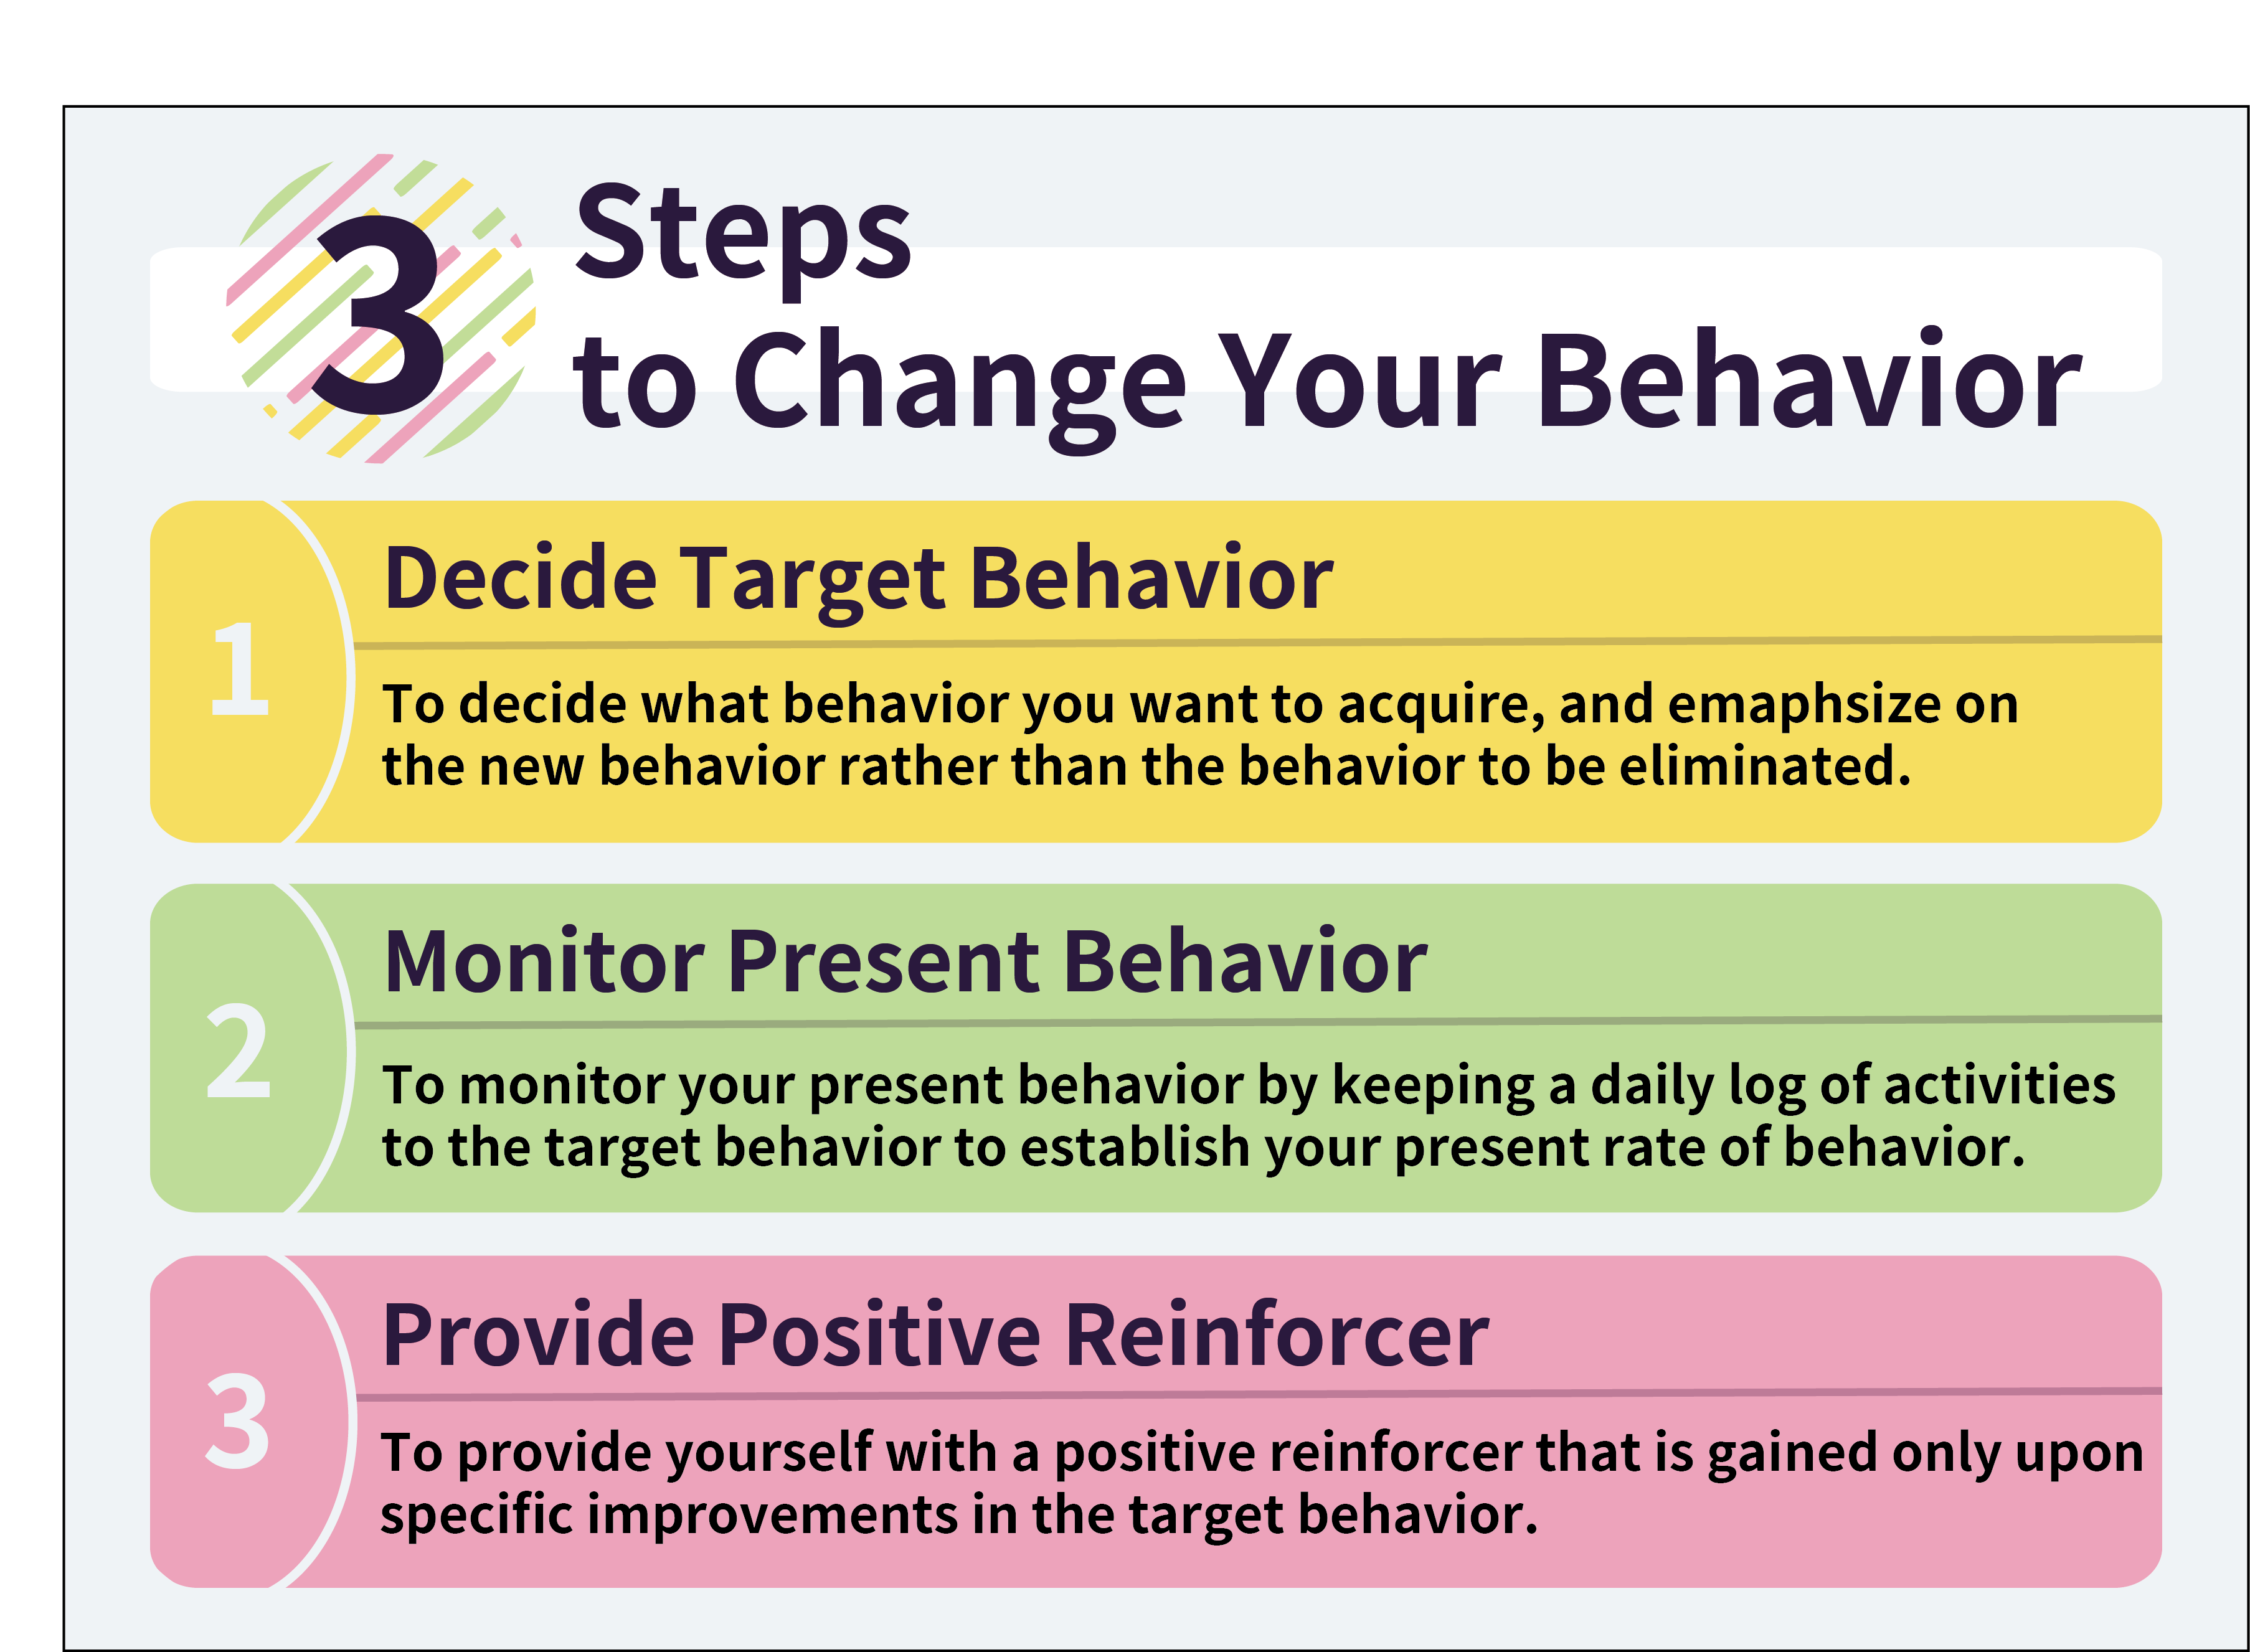 3
Steps
to Change Your Behavior
1
Decide Target Behavior
To decide what behavior you want to acquire, and emaphsize on
the new behavior rather than the behavior to be eliminated.
2
Monitor Present Behavior
To monitor your present behavior by keeping a daily log of activities
to the target behavior to establish your present rate of behavior.
3
Provide Positive Reinforcer
To provide yourself with a positive reinforcer that is gained only upon
specific improvements in the target behavior.